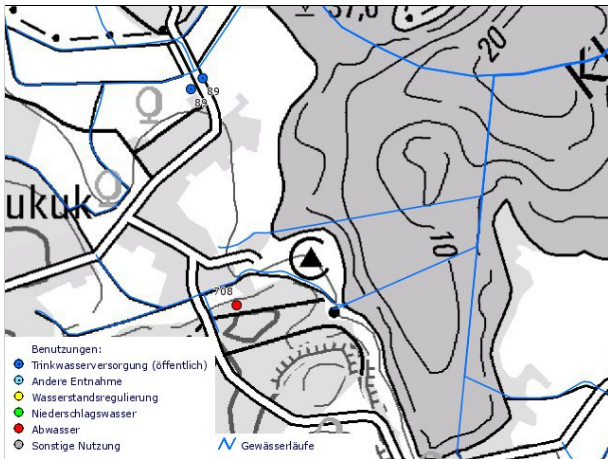 57,0
20
K
89
89
ukuk
10
708
Benutzungen:
Trinkwasserversorgung (öffentlich)
Andere Entnahme
Wasserstandsregulierung
Niederschlagswasser
Abwasser
Sonstige Nutzung
Gewässerläufe